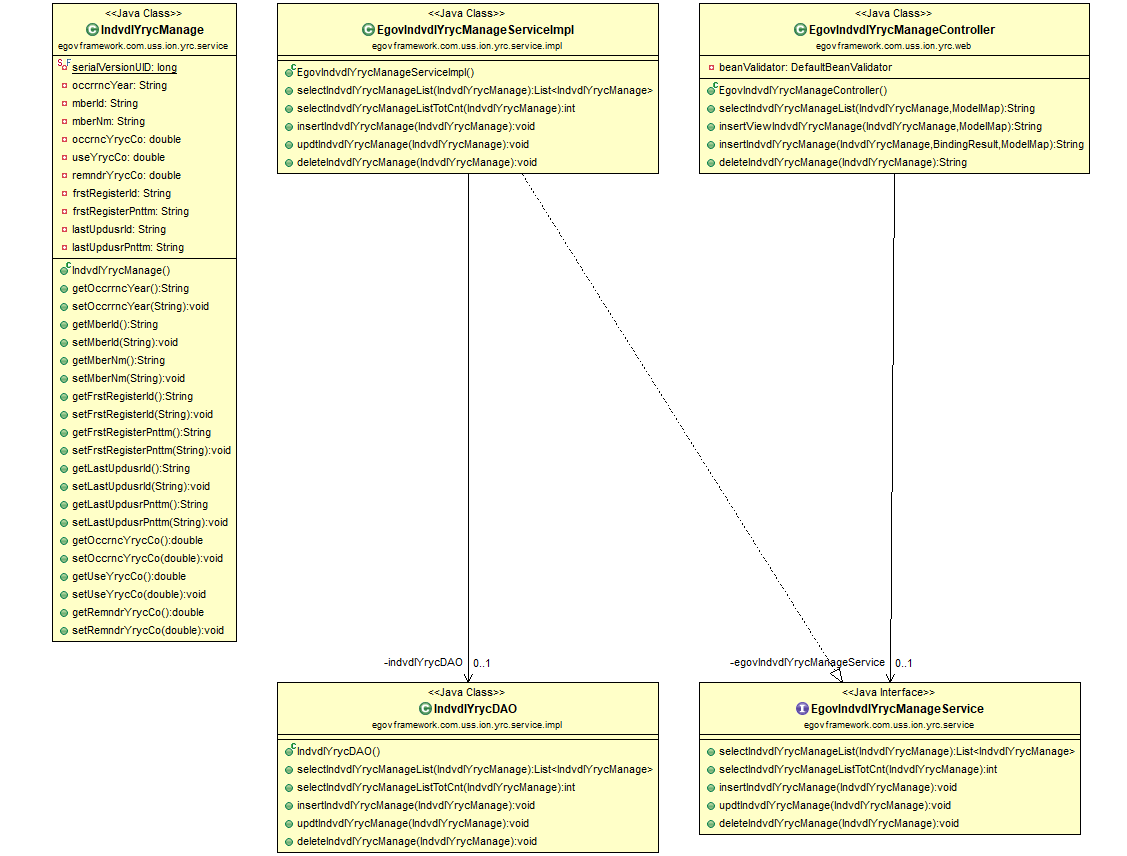 <<Java Class>>
IndvdlYrycManage
egovframework.com.uss.ion.yrc.service
serialVersionUID: long
occrrncYear: String
mberId: String
mberNm: String
occrncYrycCo: double
useYrycCo: double
remndrYrycCo: double
frstRegisterId: String
frstRegisterPnttm: String
lastUpdusrId: String
lastUpdusrPnttm: String
IndvdlYrycManage()
getOccrrncYear():String
setOccrrncYear(String):void
getMberId():String
setMberId(String):void
getMberNm():String
setMberNm(String):void
getFrstRegisterId():String
setFrstRegisterId(String):void
getFrstRegisterPnttm():String
setFrstRegisterPnttm(String):void
getLastUpdusrId():String
setLastUpdusrId(String):void
getLastUpdusrPnttm():String
setLastUpdusrPnttm(String):void
getOccrncYrycCo():double
setOccrncYrycCo(double):void
getUseYrycCo():double
setUseYrycCo(double):void
getRemndrYrycCo():double
setRemndrYrycCo(double):void
<<Java Class>>
EgovIndvdlYrycManageServiceImpl
egovframework.com.uss.ion.yrc.service.impl
EgovIndvdlYrycManageServiceImpl()
selectIndvdlYrycManageList(IndvdlYrycManage):List<IndvdlYrycManage>
selectIndvdlYrycManageListTotCnt(IndvdlYrycManage):int
insertIndvdlYrycManage(IndvdlYrycManage):void
updtIndvdlYrycManage(IndvdlYrycManage):void
deleteIndvdlYrycManage(IndvdlYrycManage):void
<<Java Class>>
EgovIndvdlYrycManageController
egovframework.com.uss.ion.yrc.web
beanValidator: DefaultBeanValidator
EgovIndvdlYrycManageController()
selectIndvdlYrycManageList(IndvdlYrycManage,ModelMap):String
insertViewIndvdlYrycManage(IndvdlYrycManage,ModelMap):String
insertIndvdlYrycManage(IndvdlYrycManage,BindingResult,ModelMap):String
deleteIndvdlYrycManage(IndvdlYrycManage):String
-indvdlYrycDAO 0..1
-egovIndvdlYrycManageService 0..1
<<Java Class>>
IndvdlYrycDAO
egovframework.com.uss.ion.yrc.service.impl
IndvdlYrycDAO()
selectIndvdlYrycManageList(IndvdlYrycManage):List<IndvdlYrycManage>
selectIndvdlYrycManageListTotCnt(IndvdlYrycManage):int
insertIndvdlYrycManage(IndvdlYrycManage):void
updtIndvdlYrycManage(IndvdlYrycManage):void
deleteIndvdlYrycManage(IndvdlYrycManage):void
<<Java Interface>>
EgovIndvdlYrycManageService
egovframework.com.uss.ion.yrc.service
selectIndvdlYrycManageList(IndvdlYrycManage):List<IndvdlYrycManage>
selectIndvdlYrycManageListTotCnt(IndvdlYrycManage):int
insertIndvdlYrycManage(IndvdlYrycManage):void
updtIndvdlYrycManage(IndvdlYrycManage):void
deleteIndvdlYrycManage(IndvdlYrycManage):void